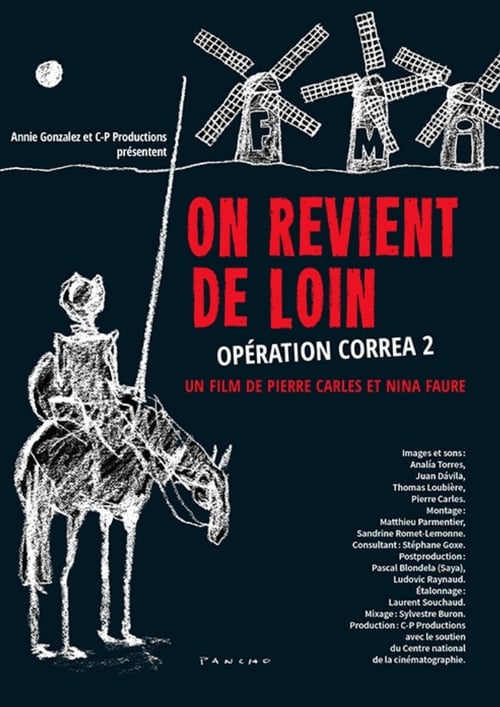 F M i
Annie Gonzalez et C-P Productions
présentent
ON REVIENT
DE LOIN
OPÉRATION CORREA 2
UN FILM DE PIERRE CARLES ET NINA FAURE
Images et sons :
Analía Torres,
Juan Dávila,
Thomas Loubière,
Pierre Carles.
Montage :
Matthieu Parmentier,
Sandrine Romet-Lemonne.
Consultant : Stéphane Goxe.
Postproduction :
Pascal Blondela (Saya),
Ludovic Raynaud.
Étalonnage :
Laurent Souchaud.
Mixage : Sylvestre Buron.
Production : C-P Productions
avec le soutien
du Centre national
de la cinématographie.
PANCHO